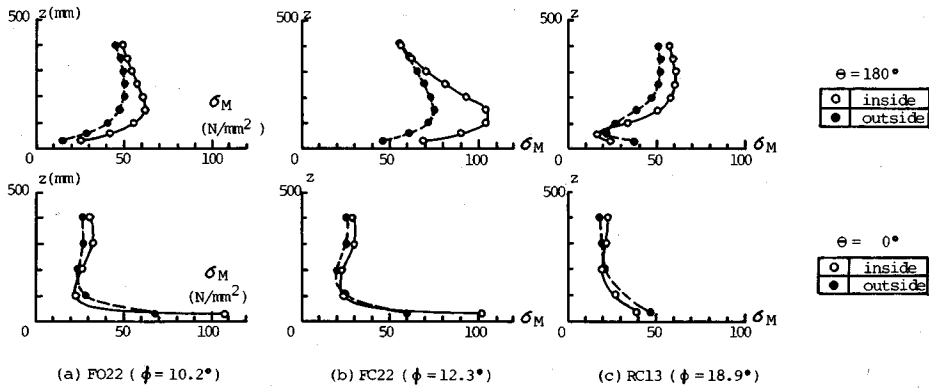 500 z(mm)
σM
(N/mm²)
0 50 100
500 z
0 50 100 σM
500 z
0 50 100 σM
Θ = 180°
inside
outside
500 z(mm)
σM
(N/mm²)
0 50 100
500 z
0 50 100 σM
500 z
0 50 100 σM
Θ = 0°
inside
outside
(a) FO22 ( ϕ = 10.2°)
(b) FC22 ( ϕ = 12.3°)
(c) RC13 ( ϕ = 18.9°)